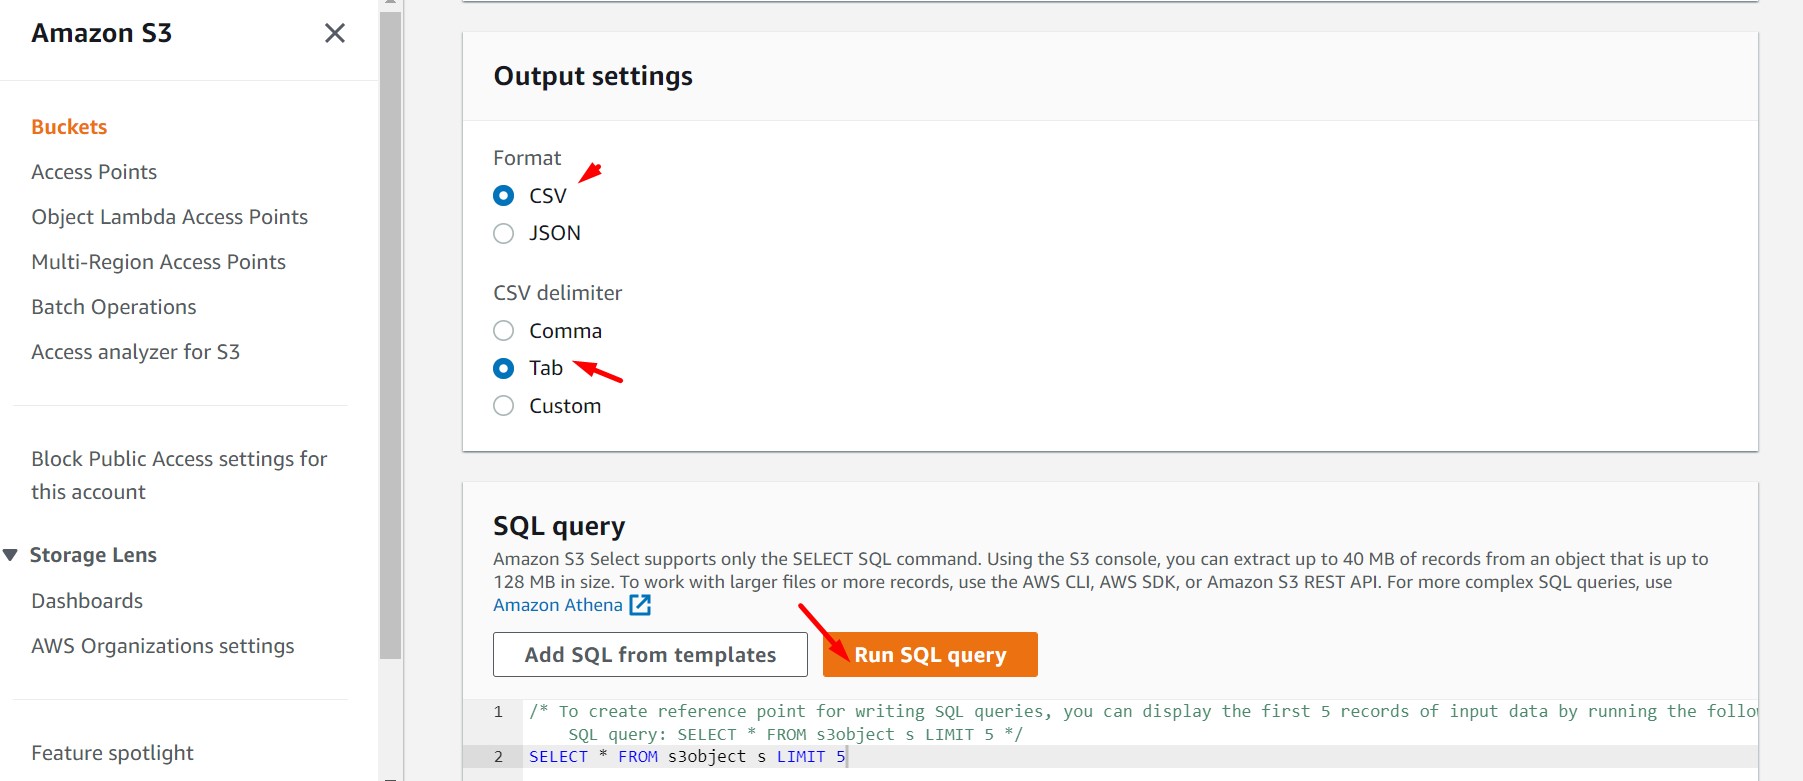 Amazon S3
Buckets
Access Points
Object Lambda Access Points
Multi-Region Access Points
Batch Operations
Access analyzer for S3
Block Public Access settings for
this account
Storage Lens
Dashboards
AWS Organizations settings
Feature spotlight
Output settings
Format
CSV
JSON
CSV delimiter
Comma
Tab
Custom
SQL query
Amazon S3 Select supports only the SELECT SQL command. Using the S3 console, you can extract up to 40 MB of records from an object that is up to
128 MB in size. To work with larger files or more records, use the AWS CLI, AWS SDK, or Amazon S3 REST API. For more complex SQL queries, use
Amazon Athena
Add SQL from templates
Run SQL query
1 /* To create reference point for writing SQL queries, you can display the first 5 records of input data by running the follo
SQL query: SELECT * FROM s3object s LIMIT 5 */
2 SELECT * FROM s3object s LIMIT 5